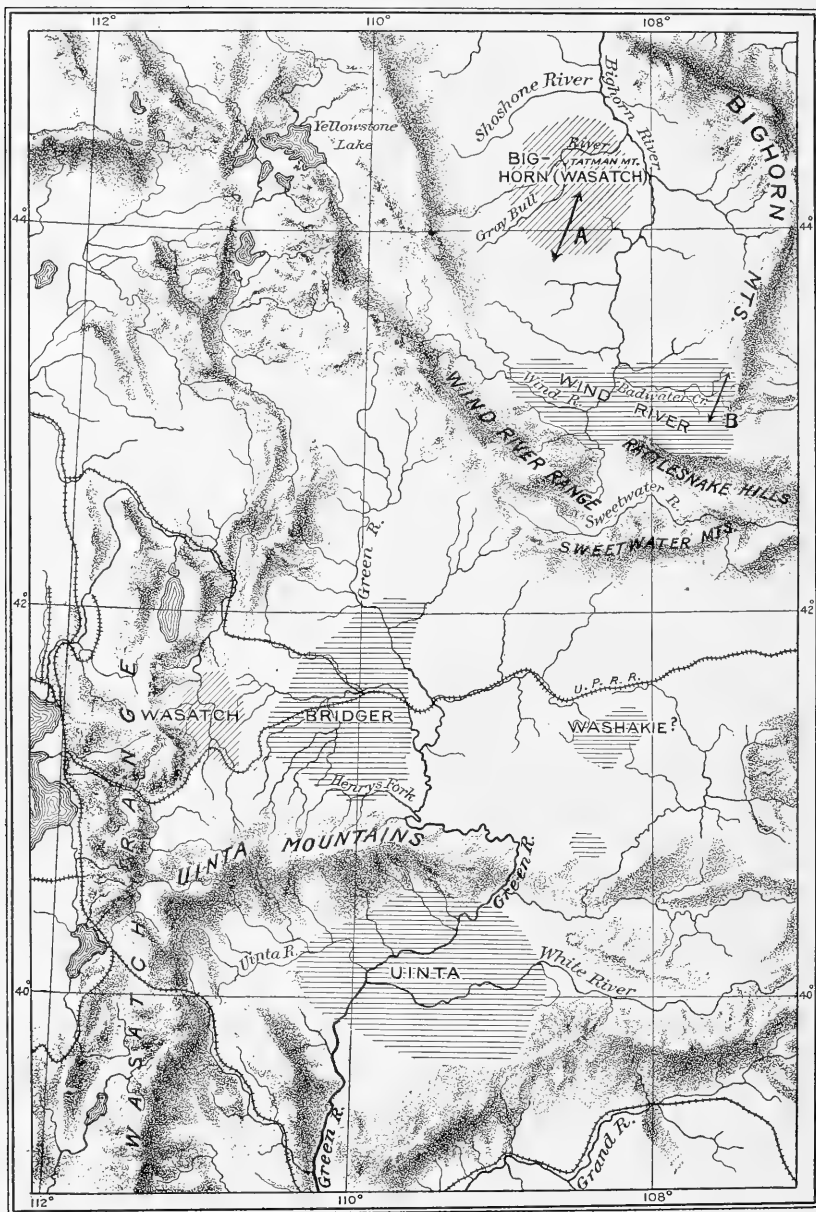 112°
110°
108°
Shoshone River
Bighorn River
BIGHORN
MTS.
Yellowstone
Lake
River
BIG-
TATMAN MT.
HORN (WASATCH)
Gray Bull
44°
44°
A
WIND
RIVER
Wind R.
Badwater Cr.
B
WIND RIVER RANGE
RATTLESNAKE HILLS
Sweetwater R.
SWEETWATER MTS.
Green R.
42°
42°
U.P.R.R.
WASATCH
BRIDGER
WASHAKIE?
Henrys Fork
UINTA MOUNTAINS
Green R.
WASATCH RANGE
Uinta R.
UINTA
White River
40°
40°
Green R.
Grand R.
112°
110°
108°